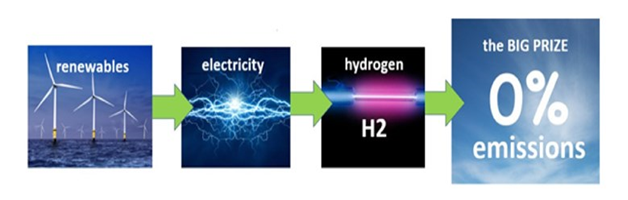 renewables
electricity
hydrogen
H2
the BIG PRIZE
0%
emissions